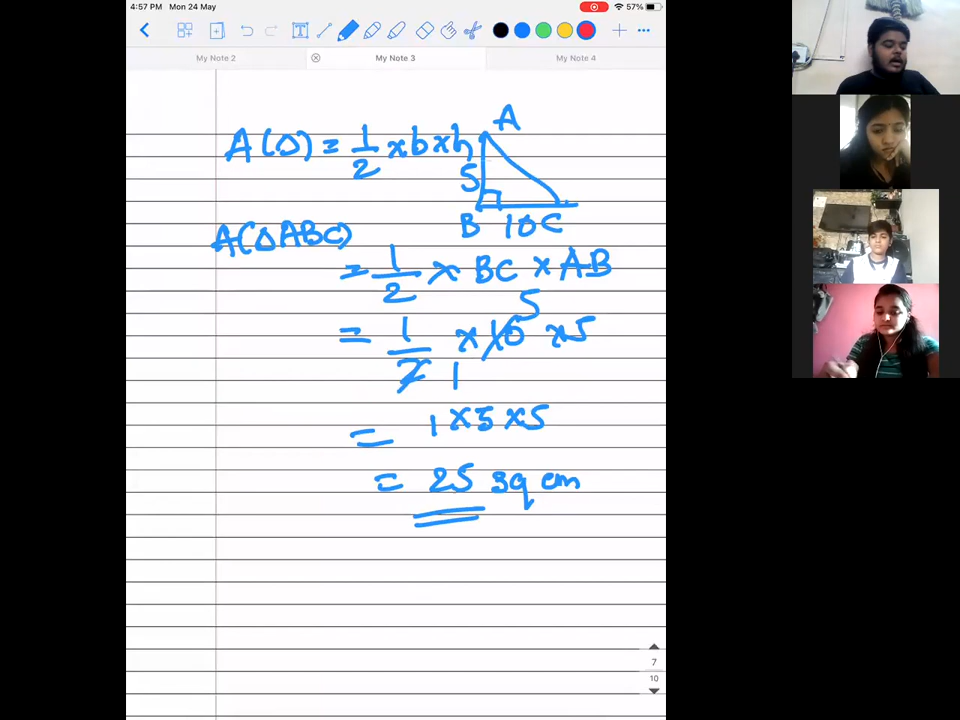 4:57 PM Mon 24 May
57%
My Note 2
My Note 3
My Note 4
A
A(Δ) = 1/2 × b × h
5
B 10 C
A(ΔABC)
= 1/2 × BC × AB
5
= 1/2 × 10 × 5
1
= 1 × 5 × 5
= 25 sq cm
7
10